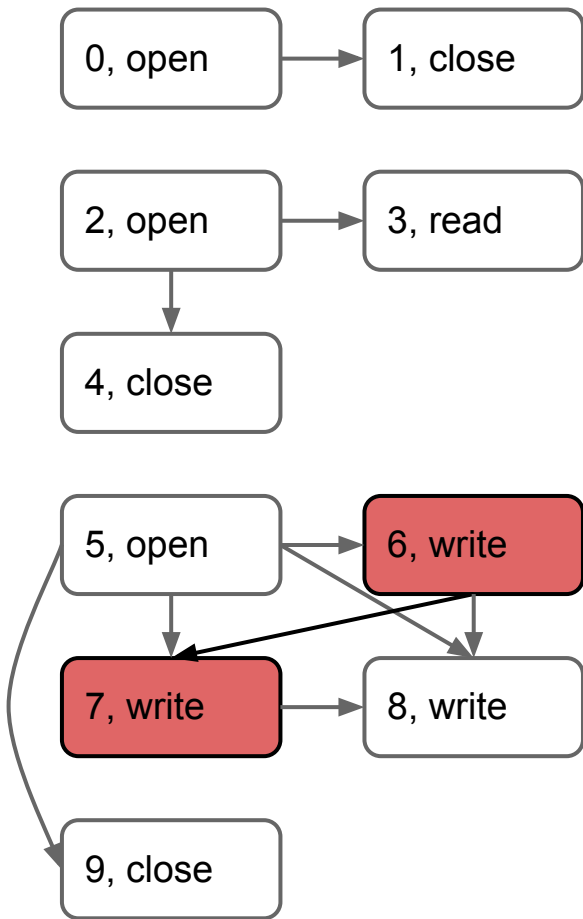 0, open
1, close
2, open
3, read
4, close
5, open
6, write
7, write
8, write
9, close